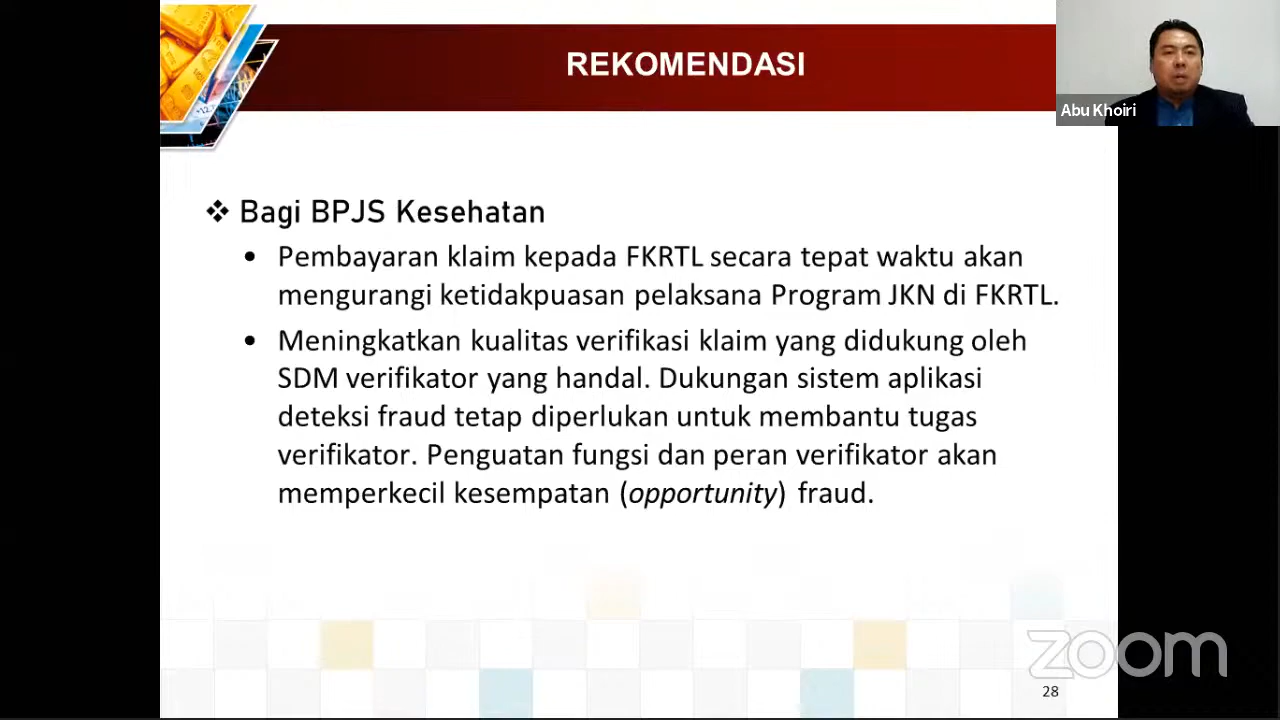 REKOMENDASI
Abu Khoiri
❖ Bagi BPJS Kesehatan
• Pembayaran klaim kepada FKRTL secara tepat waktu akan
mengurangi ketidakpuasan pelaksana Program JKN di FKRTL.
• Meningkatkan kualitas verifikasi klaim yang didukung oleh
SDM verifikator yang handal. Dukungan sistem aplikasi
deteksi fraud tetap diperlukan untuk membantu tugas
verifikator. Penguatan fungsi dan peran verifikator akan
memperkecil kesempatan (opportunity) fraud.
zoom
28